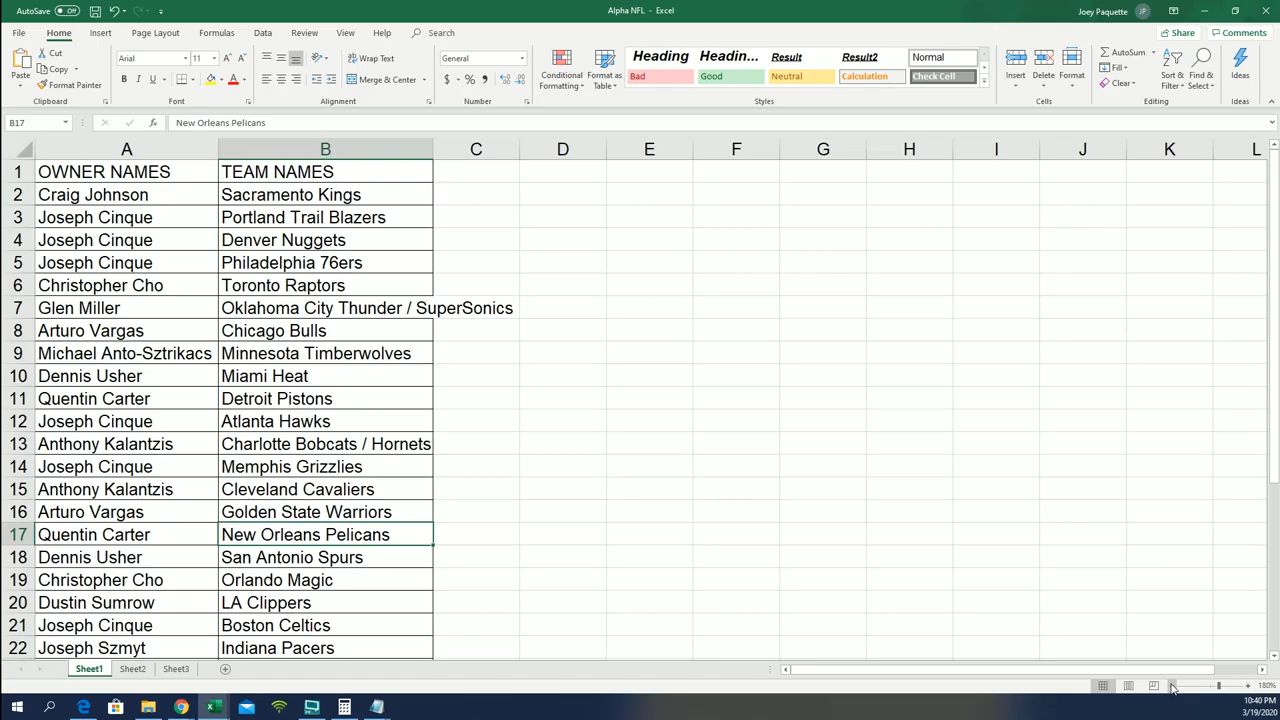 AutoSave Off
Alpha NFL - Excel
Joey Paquette JF
File Home Insert Page Layout Formulas Data Review View Help Search
Share Comments
Paste
Cut
Copy
Format Painter
Clipboard
Arial 11
B I U
Font
Wrap Text
Merge & Center
Alignment
General
$ % ,
Number
Conditional Formatting
Format as Table
Heading Headin... Result Result2 Normal
Bad Good Neutral Calculation Check Cell
Styles
Insert Delete Format
Cells
AutoSum
Fill
Clear
Sort & Filter
Find & Select
Editing
Ideas
Ideas
B17 fx New Orleans Pelicans
A B C D E F G H I J K L
1 OWNER NAMES TEAM NAMES
2 Craig Johnson Sacramento Kings
3 Joseph Cinque Portland Trail Blazers
4 Joseph Cinque Denver Nuggets
5 Joseph Cinque Philadelphia 76ers
6 Christopher Cho Toronto Raptors
7 Glen Miller Oklahoma City Thunder / SuperSonics
8 Arturo Vargas Chicago Bulls
9 Michael Anto-Sztrikacs Minnesota Timberwolves
10 Dennis Usher Miami Heat
11 Quentin Carter Detroit Pistons
12 Joseph Cinque Atlanta Hawks
13 Anthony Kalantzis Charlotte Bobcats / Hornets
14 Joseph Cinque Memphis Grizzlies
15 Anthony Kalantzis Cleveland Cavaliers
16 Arturo Vargas Golden State Warriors
17 Quentin Carter New Orleans Pelicans
18 Dennis Usher San Antonio Spurs
19 Christopher Cho Orlando Magic
20 Dustin Sumrow LA Clippers
21 Joseph Cinque Boston Celtics
22 Joseph Szmyt Indiana Pacers
Sheet1 Sheet2 Sheet3
180%
10:40 PM
3/19/2020